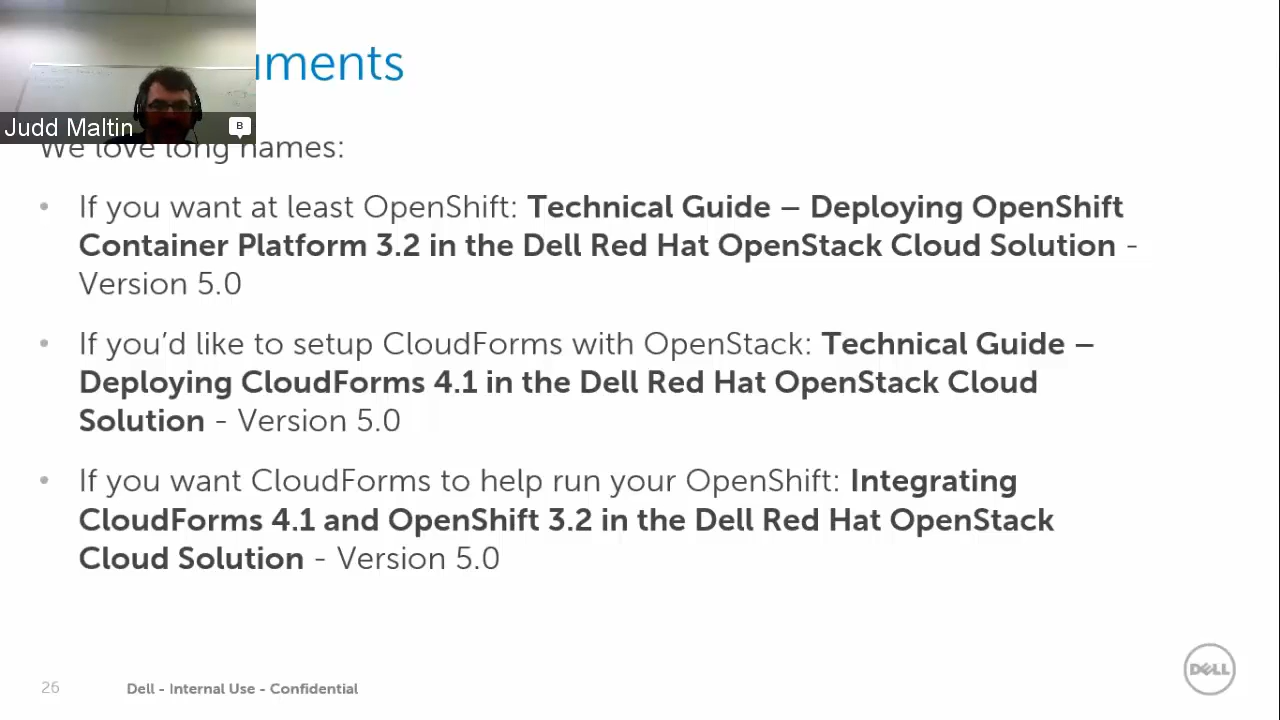 uments
Judd Maltin
B
We love long names:
• If you want at least OpenShift: Technical Guide – Deploying OpenShift
Container Platform 3.2 in the Dell Red Hat OpenStack Cloud Solution -
Version 5.0
• If you’d like to setup CloudForms with OpenStack: Technical Guide –
Deploying CloudForms 4.1 in the Dell Red Hat OpenStack Cloud
Solution - Version 5.0
• If you want CloudForms to help run your OpenShift: Integrating
CloudForms 4.1 and OpenShift 3.2 in the Dell Red Hat OpenStack
Cloud Solution - Version 5.0
26 Dell - Internal Use - Confidential
DELL